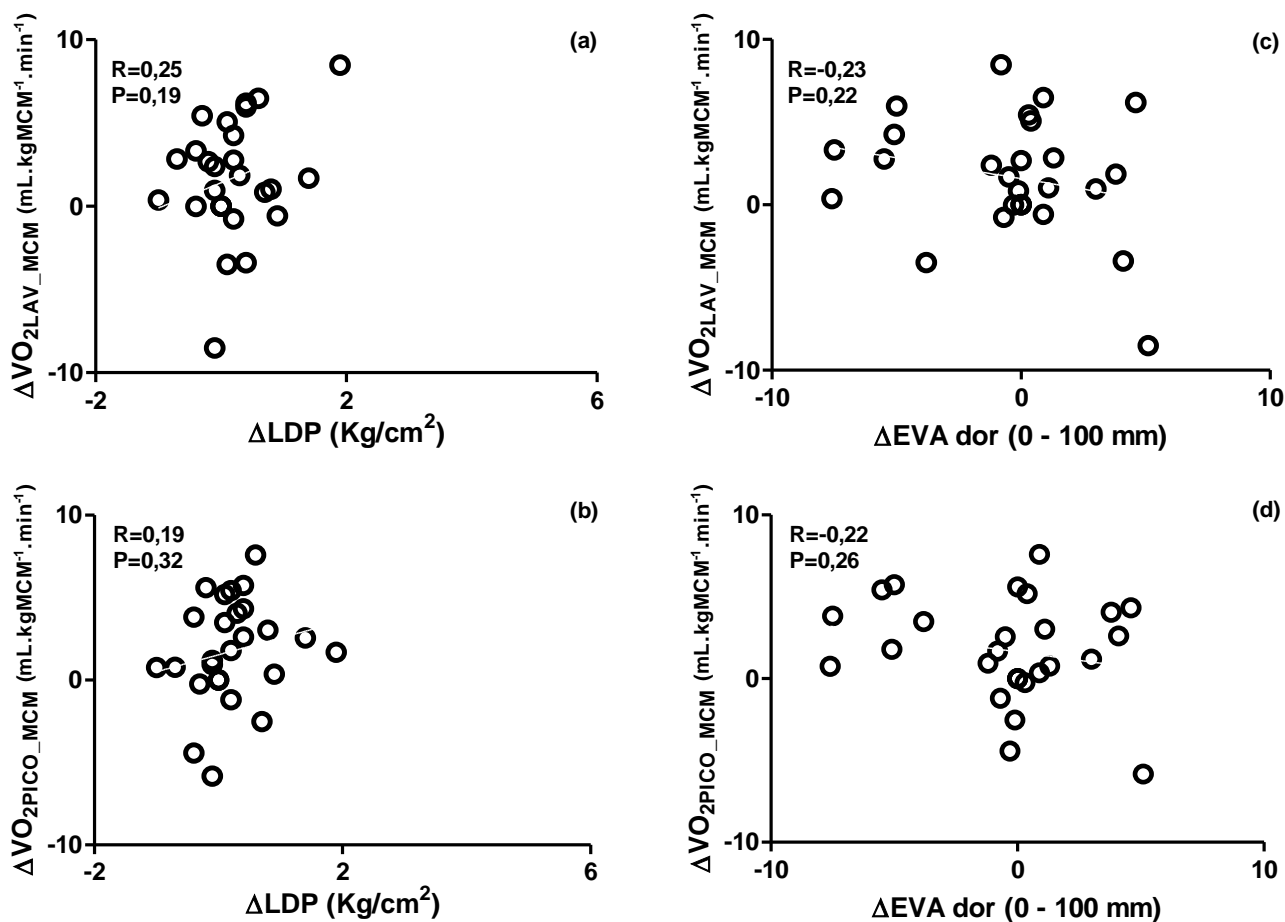 (a)
R=0,25
P=0,19
ΔVO2LAV_MCM (mL.kgMCM-1.min-1)
10
0
-10
-2
2
6
ΔLDP (Kg/cm2)
(c)
R=-0,23
P=0,22
ΔVO2LAV_MCM (mL.kgMCM-1.min-1)
10
0
-10
-10
0
10
ΔEVA dor (0 - 100 mm)
(b)
R=0,19
P=0,32
ΔVO2PICO_MCM (mL.kgMCM-1.min-1)
10
0
-10
-2
2
6
ΔLDP (Kg/cm2)
(d)
R=-0,22
P=0,26
ΔVO2PICO_MCM (mL.kgMCM-1.min-1)
10
0
-10
-10
0
10
ΔEVA dor (0 - 100 mm)